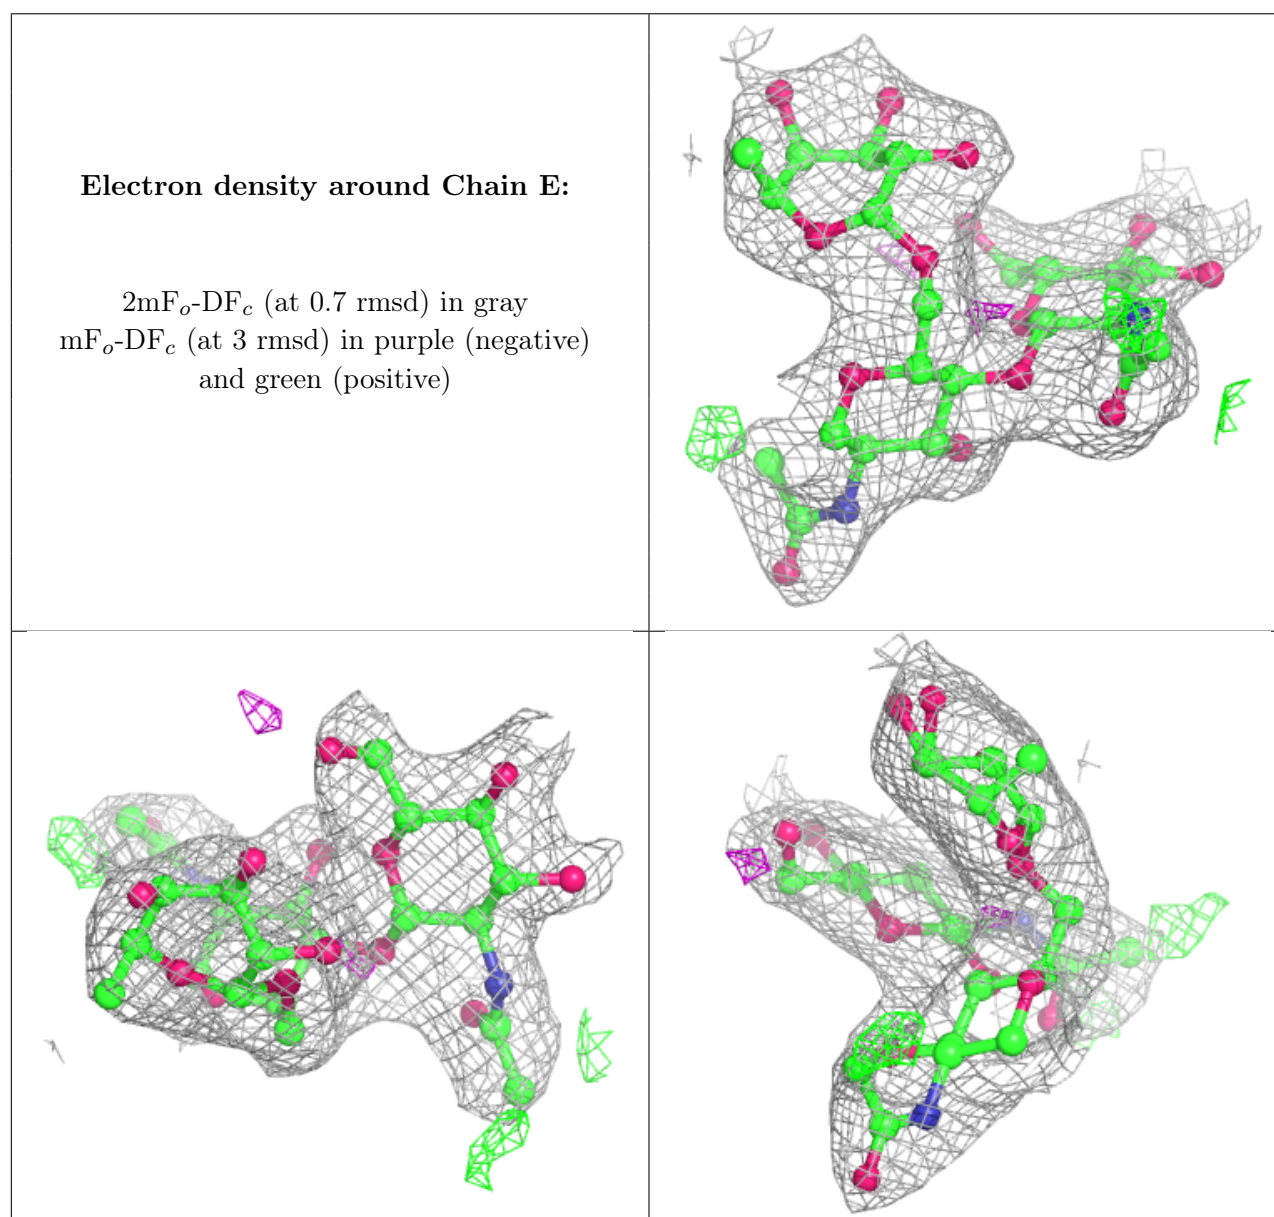 Electron density around Chain E:
2mFo-DFc (at 0.7 rmsd) in gray
mFo-DFc (at 3 rmsd) in purple (negative)
and green (positive)